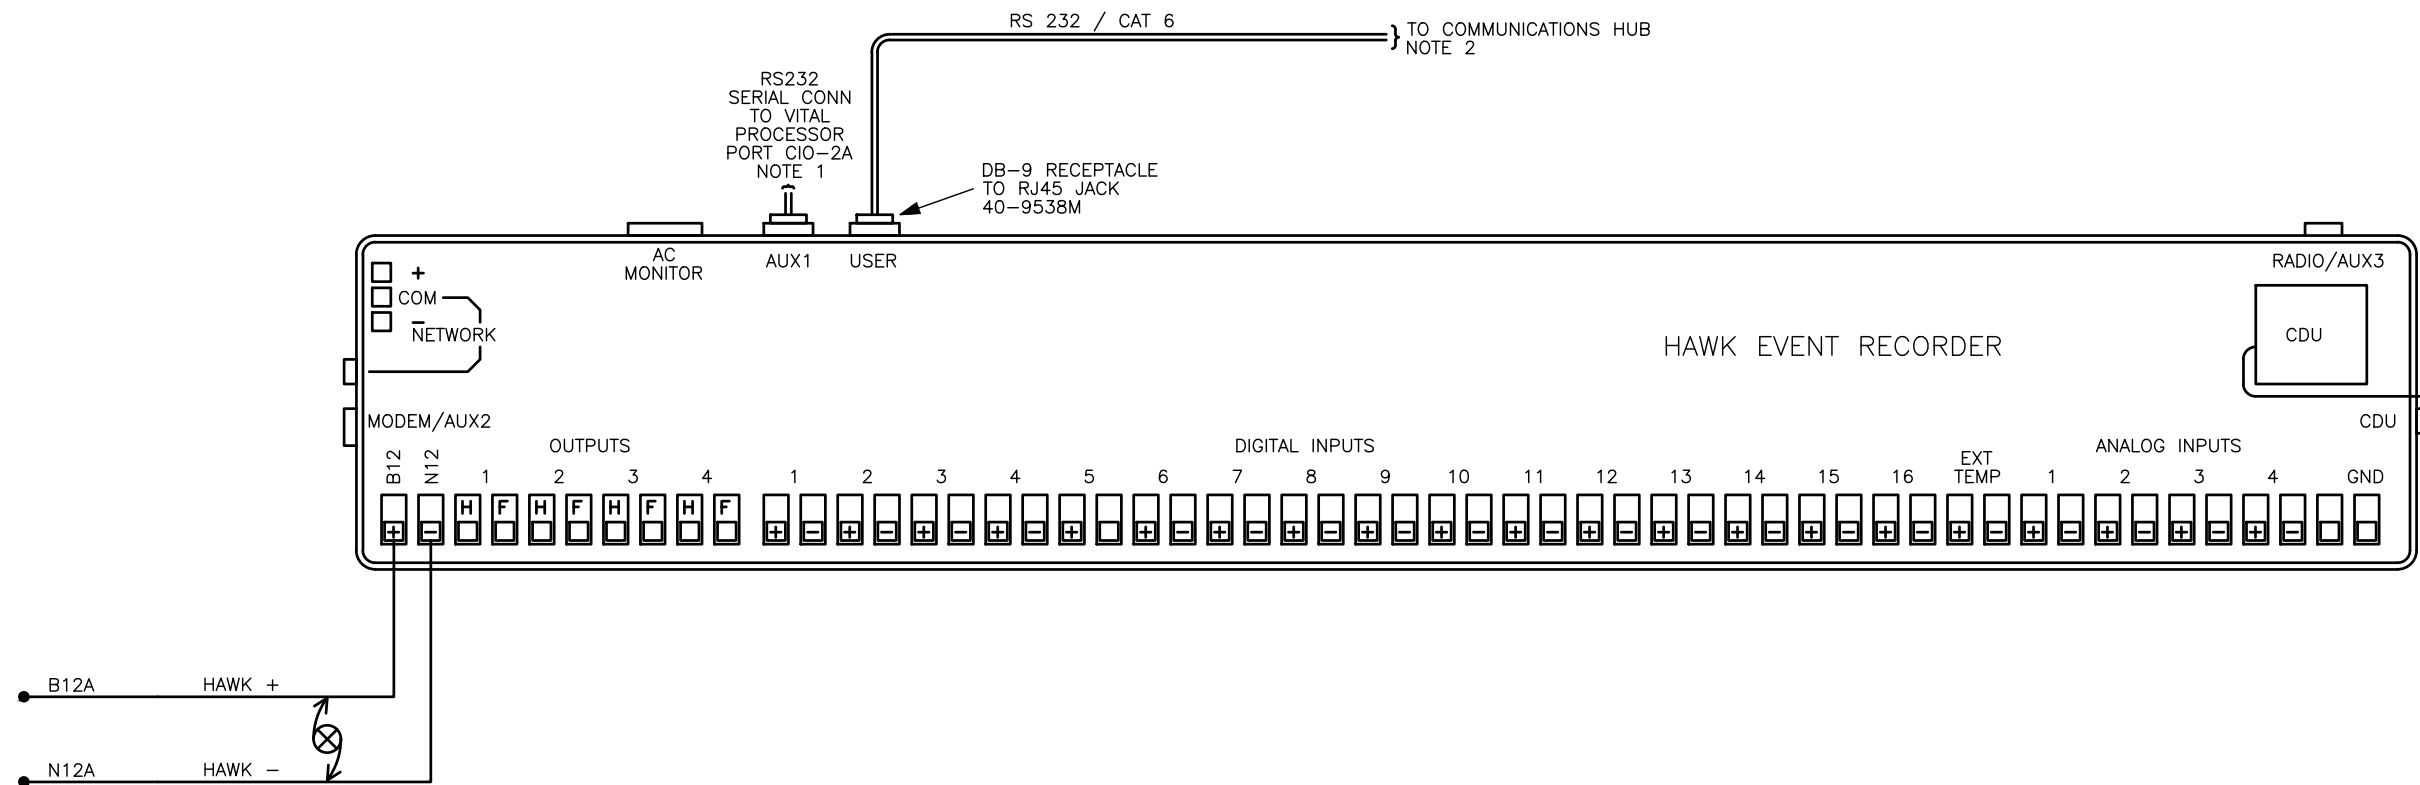 RS 232 / CAT 6
TO COMMUNICATIONS HUB
NOTE 2
RS232
SERIAL CONN
TO VITAL
PROCESSOR
PORT CIO-2A
NOTE 1
DB-9 RECEPTACLE
TO RJ45 JACK
40-9538M
AC
MONITOR
AUX1
USER
RADIO/AUX3
+
COM
-
NETWORK
HAWK EVENT RECORDER
CDU
MODEM/AUX2
CDU
OUTPUTS
DIGITAL INPUTS
ANALOG INPUTS
B12 N12 1 2 3 4 1 2 3 4 5 6 7 8 9 10 11 12 13 14 15 16 EXT TEMP 1 2 3 4 GND
H F H F H F H F
+ - + - + - + - + - + - + + - + - + - + - + - + - + - + - + - + - + - + - + - + - + -
B12A HAWK +
N12A HAWK -